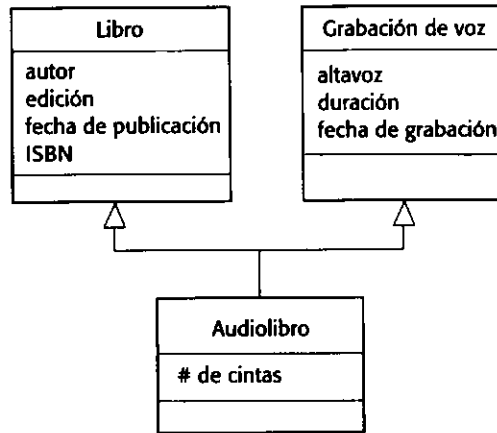 Libro
autor
edición
fecha de publicación
ISBN
Grabación de voz
altavoz
duración
fecha de grabación
Audiolibro
# de cintas